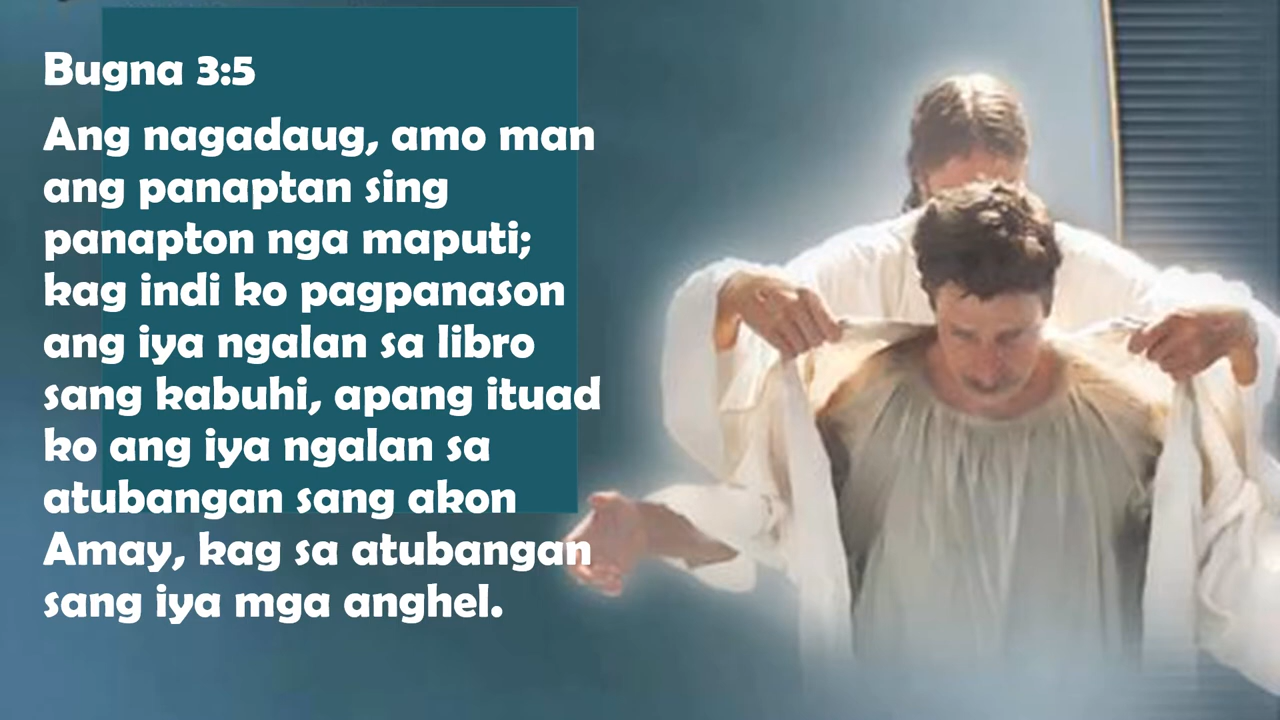 Bugna 3:5
Ang nagadaug, amo man
ang panaptan sing
panapton nga maputi;
kag indi ko pagpanason
ang iya ngalan sa libro
sang kabuhi, apang ituad
ko ang iya ngalan sa
atubangan sang akon
Amay, kag sa atubangan
sang iya mga anghel.